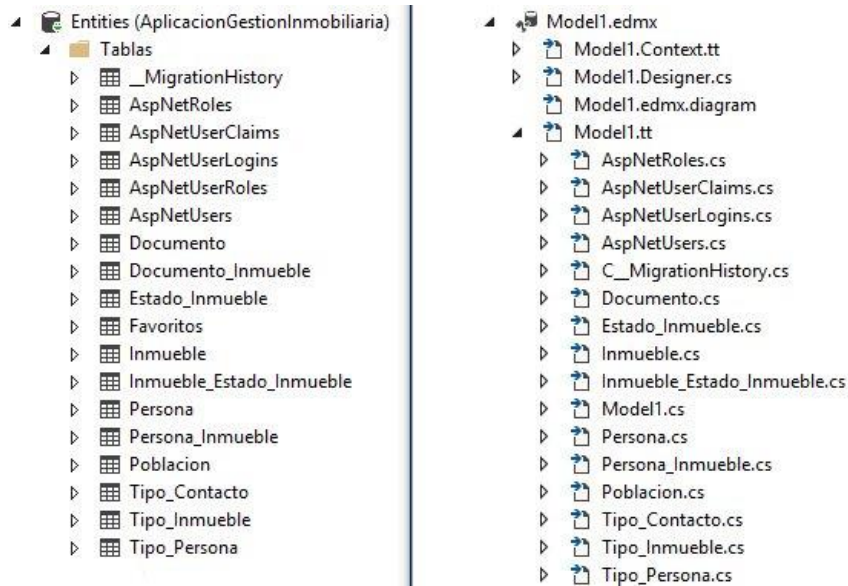 Entities (AplicacionGestionInmobiliaria)
Tablas
__MigrationHistory
AspNetRoles
AspNetUserClaims
AspNetUserLogins
AspNetUserRoles
AspNetUsers
Documento
Documento_Inmueble
Estado_Inmueble
Favoritos
Inmueble
Inmueble_Estado_Inmueble
Persona
Persona_Inmueble
Poblacion
Tipo_Contacto
Tipo_Inmueble
Tipo_Persona
Model1.edmx
Model1.Context.tt
Model1.Designer.cs
Model1.edmx.diagram
Model1.tt
AspNetRoles.cs
AspNetUserClaims.cs
AspNetUserLogins.cs
AspNetUsers.cs
C__MigrationHistory.cs
Documento.cs
Estado_Inmueble.cs
Inmueble.cs
Inmueble_Estado_Inmueble.cs
Model1.cs
Persona.cs
Persona_Inmueble.cs
Poblacion.cs
Tipo_Contacto.cs
Tipo_Inmueble.cs
Tipo_Persona.cs